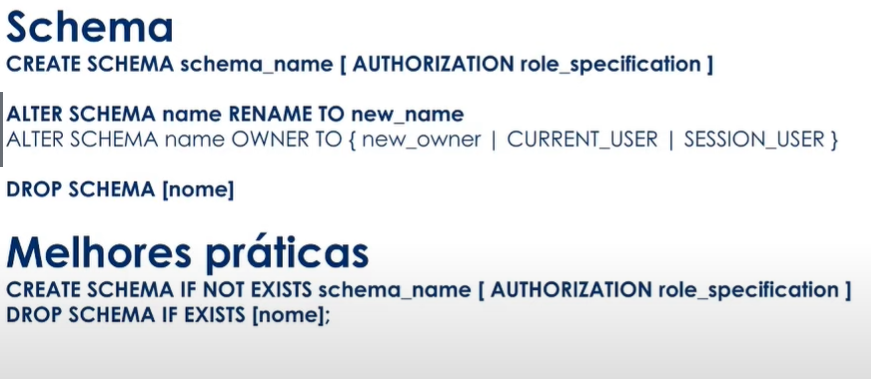 Schema
CREATE SCHEMA schema_name [ AUTHORIZATION role_specification ]
ALTER SCHEMA name RENAME TO new_name
ALTER SCHEMA name OWNER TO { new_owner | CURRENT_USER | SESSION_USER }
DROP SCHEMA [nome]
Melhores práticas
CREATE SCHEMA IF NOT EXISTS schema_name [ AUTHORIZATION role_specification ]
DROP SCHEMA IF EXISTS [nome];